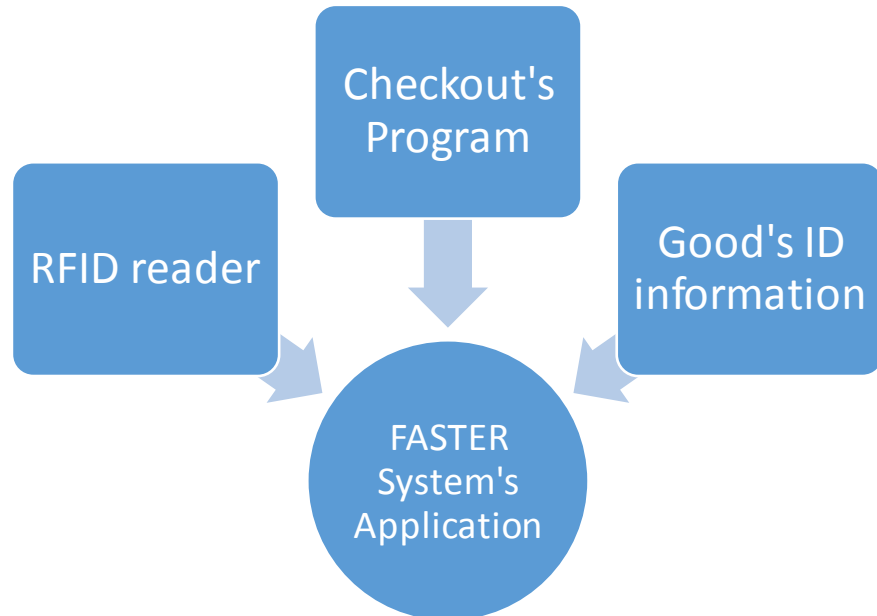 Checkout's
Program
RFID reader
Good's ID
information
FASTER
System's
Application